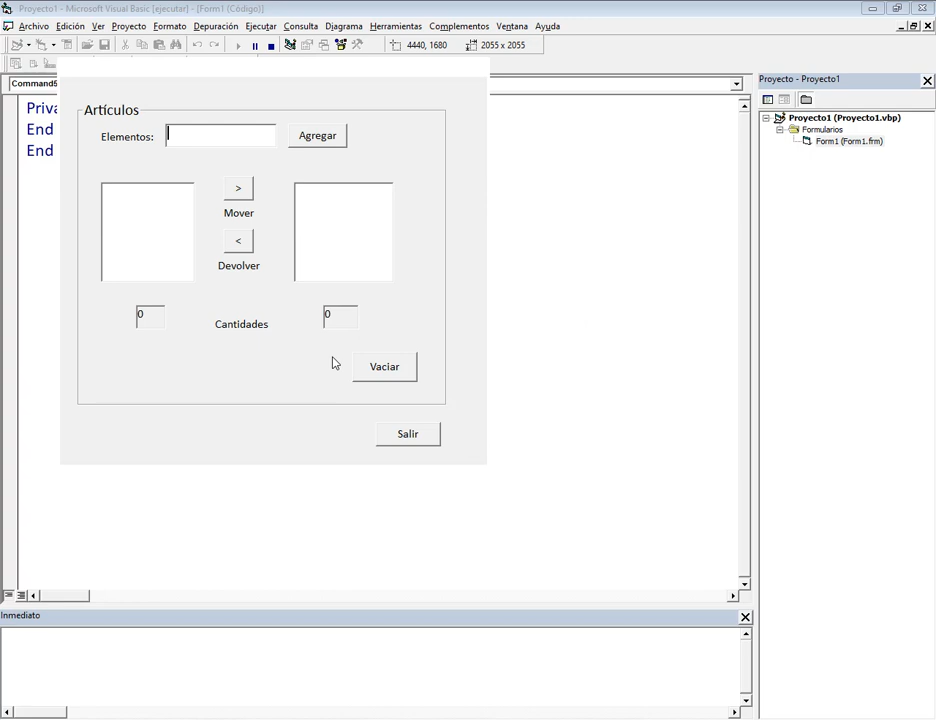 Proyecto1 - Microsoft Visual Basic [ejecutar] - [Form1 (Código)]
Archivo Edición Ver Proyecto Formato Depuración Ejecutar Consulta Diagrama Herramientas Complementos Ventana Ayuda
4440, 1680 2055 x 2055
Proyecto - Proyecto1
Proyecto1 (Proyecto1.vbp)
Formularios
Form1 (Form1.frm)
End
End
Artículos
Elementos: Agregar
>
Mover
<
Devolver
0 Cantidades 0
Vaciar
Salir
Inmediato